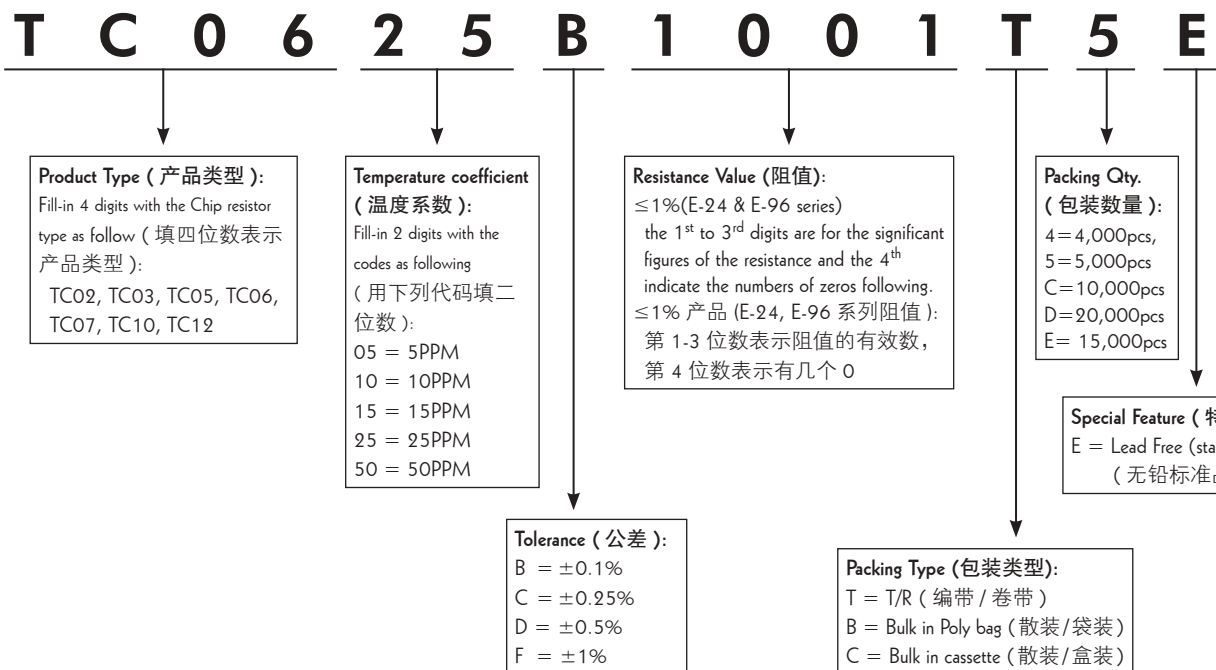 T C 0 6 2 5 B 1 0 0 1 T 5 E
Product Type ( 产品类型 ):
Fill-in 4 digits with the Chip resistor
type as follow ( 填四位数表示
产品类型 ):
TC02, TC03, TC05, TC06,
TC07, TC10, TC12
Temperature coefficient
( 温度系数 ):
Fill-in 2 digits with the
codes as following
( 用下列代码填二
位数 ):
05 = 5PPM
10 = 10PPM
15 = 15PPM
25 = 25PPM
50 = 50PPM
Resistance Value (阻值):
≤1%(E-24 & E-96 series)
the 1st to 3rd digits are for the significant
figures of the resistance and the 4th
indicate the numbers of zeros following.
≤1% 产品 (E-24, E-96 系列阻值 ):
第 1-3 位数表示阻值的有效数，
第 4 位数表示有几个 0
Packing Qty.
( 包装数量 ):
4=4,000pcs,
5=5,000pcs
C=10,000pcs
D=20,000pcs
E= 15,000pcs
Special Feature ( 特
E = Lead Free (sta
( 无铅标准
Tolerance ( 公差 ):
B = ±0.1%
C = ±0.25%
D = ±0.5%
F = ±1%
Packing Type (包装类型):
T = T/R ( 编带 / 卷带 )
B = Bulk in Poly bag ( 散装/袋装 )
C = Bulk in cassette ( 散装/盒装 )